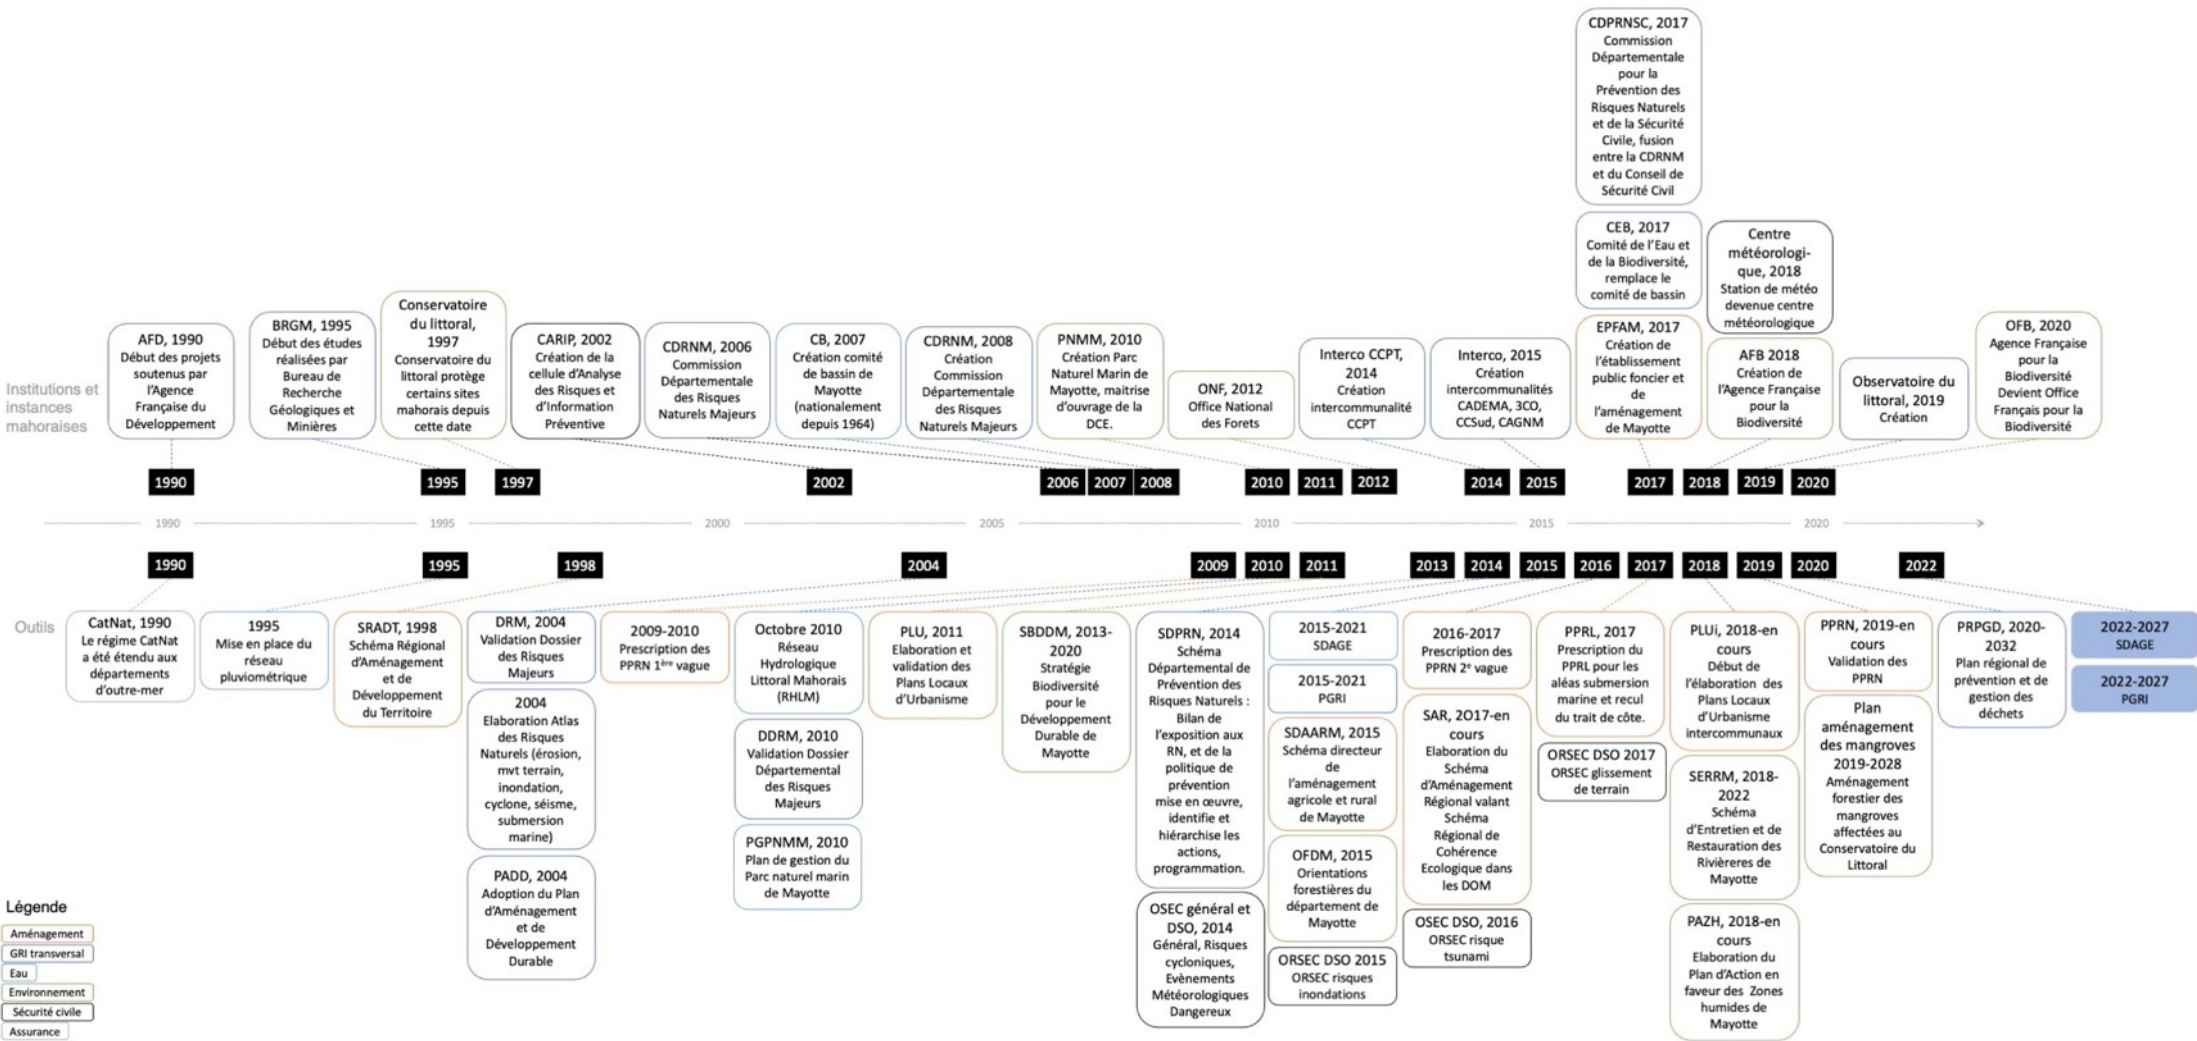 CDPRNSC, 2017
Commission
Départementale
pour la
Prévention des
Risques Naturels
et de la Sécurité
Civile, fusion
entre la CDRNM
et du Conseil de
Sécurité Civil
CEB, 2017
Comité de l'Eau et
de la Biodiversité,
remplace le
comité de bassin
Centre
météorologi-
que, 2018
Station de météo
devenue centre
météorologique
Institutions et
instances
mahoraises
AFD, 1990
Début des projets
soutenus par
l'Agence
Française du
Développement
BRGM, 1995
Début des études
réalisées par
Bureau de
Recherche
Géologiques et
Minières
Conservatoire
du littoral,
1997
Conservatoire du
littoral protège
certains sites
mahorais depuis
cette date
CARIP, 2002
Création de la
cellule d'Analyse
des Risques et
d'Information
Préventive
CDRNM, 2006
Commission
Départementale
des Risques
Naturels Majeurs
CB, 2007
Création comité
de bassin de
Mayotte
(nationalement
depuis 1964)
CDRNM, 2008
Création
Commission
Départementale
des Risques
Naturels Majeurs
PNMM, 2010
Création Parc
Naturel Marin de
Mayotte, maitrise
d'ouvrage de la
DCE.
ONF, 2012
Office National
des Forets
Interco CCPT,
2014
Création
intercommunalité
CCPT
Interco, 2015
Création
intercommunalités
CADEMA, 3CO,
CCSud, CAGNM
EPFAM, 2017
Création de
l'établissement
public foncier et
de
l'aménagement
de Mayotte
AFB 2018
Création de
l'Agence Française
pour la
Biodiversité
Observatoire du
littoral, 2019
Création
OFB, 2020
Agence Française
pour la
Biodiversité
Devient Office
Français pour la
Biodiversité
1990 1995 1997 2002 2006 2007 2008 2010 2011 2012 2014 2015 2017 2018 2019 2020
1990 1995 2000 2005 2010 2015 2020
1990 1995 1998 2004 2009 2010 2011 2013 2014 2015 2016 2017 2018 2019 2020 2022
Outils
CatNat, 1990
Le régime CatNat
a été étendu aux
départements
d'outre-mer
1995
Mise en place du
réseau
pluviométrique
SRADT, 1998
Schéma Régional
d'Aménagement
et de
Développement
du Territoire
DRM, 2004
Validation Dossier
des Risques
Majeurs
2004
Elaboration Atlas
des Risques
Naturels (érosion,
mvt terrain,
inondation,
cyclone, séisme,
submersion
marine)
PADD, 2004
Adoption du Plan
d'Aménagement
et de
Développement
Durable
2009-2010
Prescription des
PPRN 1ère vague
Octobre 2010
Réseau
Hydrologique
Littoral Mahorais
(RHLM)
DDRM, 2010
Validation Dossier
Départemental
des Risques
Majeurs
PGPNMM, 2010
Plan de gestion du
Parc naturel marin
de Mayotte
PLU, 2011
Elaboration et
validation des
Plans Locaux
d'Urbanisme
SBDDM, 2013-
2020
Stratégie
Biodiversité
pour le
Développement
Durable de
Mayotte
SDPRN, 2014
Schéma
Départemental de
Prévention des
Risques Naturels :
Bilan de
l'exposition aux
RN, et de la
politique de
prévention
mise en œuvre,
identifie et
hiérarchise les
actions,
programmation.
OSEC général et
DSO, 2014
Général, Risques
cycloniques,
Evènements
Météorologiques
Dangereux
2015-2021
SDAGE
2015-2021
PGRI
SDAARM, 2015
Schéma directeur
de
l'aménagement
agricole et rural
de Mayotte
OFDM, 2015
Orientations
forestières du
département de
Mayotte
ORSEC DSO 2015
ORSEC risques
inondations
2016-2017
Prescription des
PPRN 2e vague
SAR, 2O17-en
cours
Elaboration du
Schéma
d'Aménagement
Régional valant
Schéma
Régional de
Cohérence
Ecologique dans
les DOM
OSEC DSO, 2016
ORSEC risque
tsunami
PPRL, 2017
Prescription du
PPRL pour les
aléas submersion
marine et recul
du trait de côte.
ORSEC DSO 2017
ORSEC glissement
de terrain
PLUi, 2018-en
cours
Début de
l'élaboration des
Plans Locaux
d'Urbanisme
intercommunaux
SERRM, 2018-
2022
Schéma
d'Entretien et de
Restauration des
Rivièreres de
Mayotte
PAZH, 2018-en
cours
Elaboration du
Plan d'Action en
faveur des Zones
humides de
Mayotte
PPRN, 2019-en
cours
Validation des
PPRN
Plan
aménagement
des mangroves
2019-2028
Aménagement
forestier des
mangroves
affectées au
Conservatoire du
Littoral
PRPGD, 2020-
2032
Plan régional de
prévention et de
gestion des
déchets
2022-2027
SDAGE
2022-2027
PGRI
Légende
Aménagement
GRI transversal
Eau
Environnement
Sécurité civile
Assurance